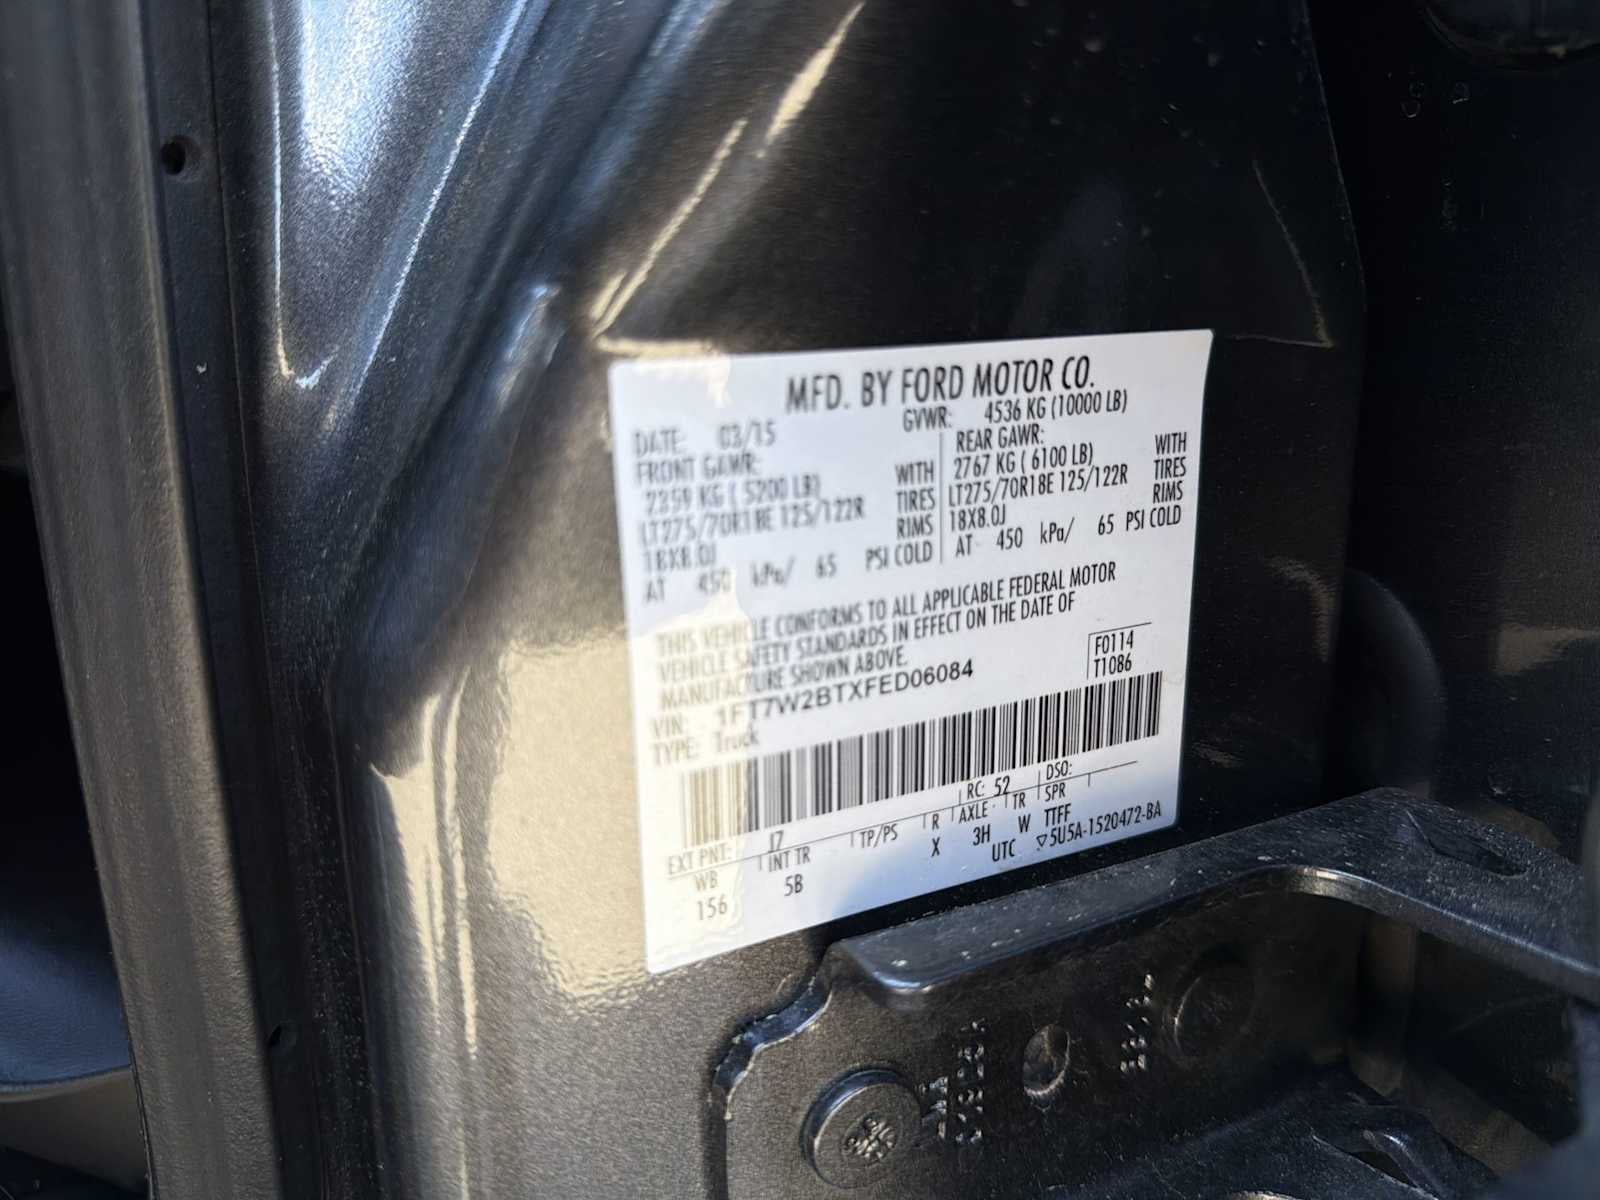 MFD. BY FORD MOTOR CO.
DATE: 03/15 GVWR: 4536 KG (10000 LB)
FRONT GAWR: REAR GAWR:
2359 KG ( 5200 LB) WITH 2767 KG ( 6100 LB) WITH
LT275/70R18E 125/122R TIRES LT275/70R18E 125/122R TIRES
18X8.0J RIMS 18X8.0J RIMS
AT 450 kPa/ 65 PSI COLD AT 450 kPa/ 65 PSI COLD
THIS VEHICLE CONFORMS TO ALL APPLICABLE FEDERAL MOTOR
VEHICLE SAFETY STANDARDS IN EFFECT ON THE DATE OF
MANUFACTURE SHOWN ABOVE.
VIN: 1FT7W2BTXFED06084 F0114
TYPE: Truck T1086
RC: 52 DSO:
EXT PNT: J7
WB INT TR TP/PS R AXLE TR SPR
156 5B X 3H W TTFF
UTC ▽5U5A-1520472-BA